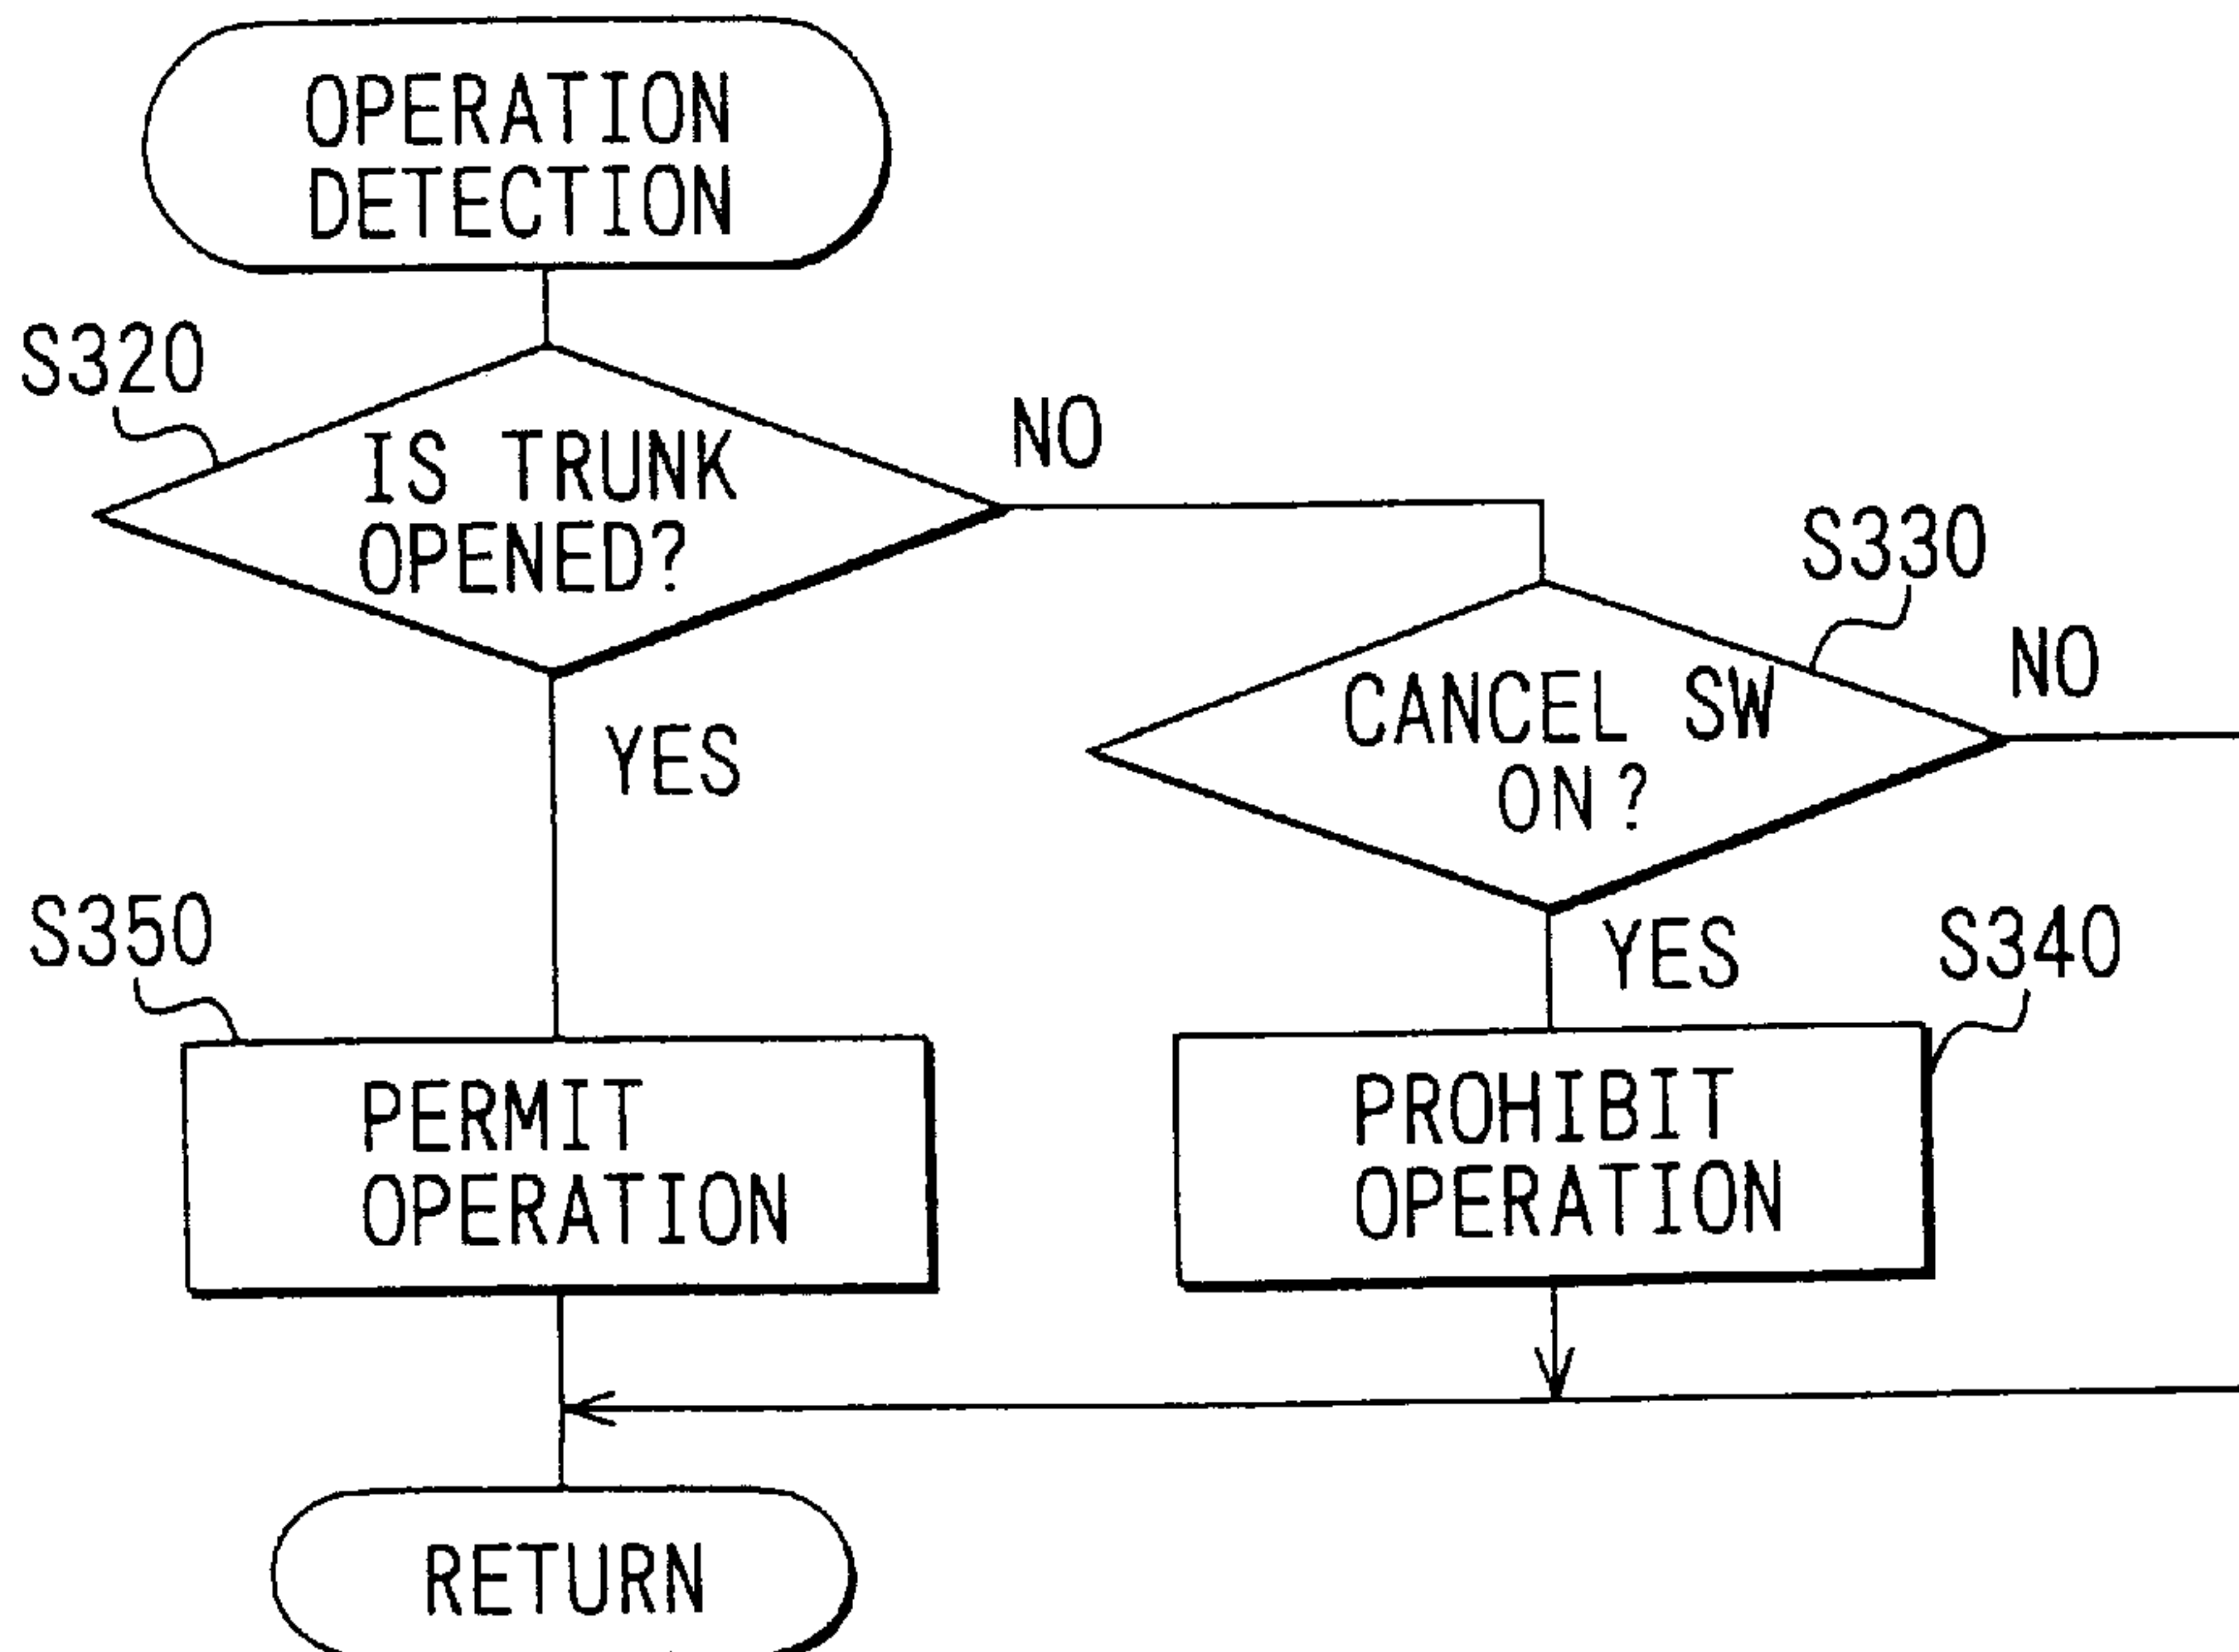 OPERATION
DETECTION
S320
IS TRUNK
OPENED?
NO
YES
S330
CANCEL SW
ON?
NO
YES
S350
PERMIT
OPERATION
S340
PROHIBIT
OPERATION
RETURN